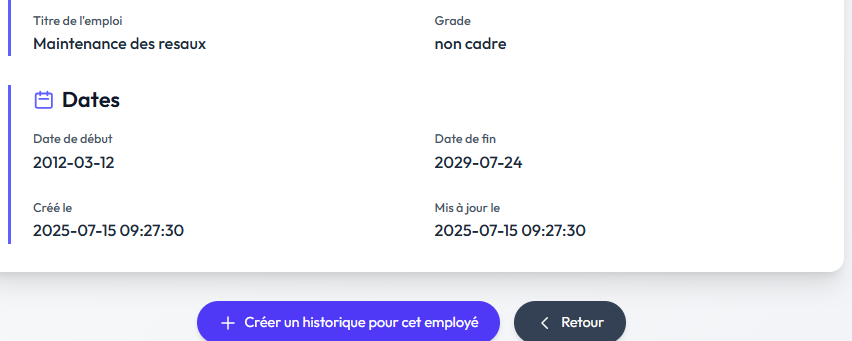 Titre de l'emploi
Grade
Maintenance des resaux
non cadre
Dates
Date de début
Date de fin
2012-03-12
2029-07-24
Créé le
Mis à jour le
2025-07-15 09:27:30
2025-07-15 09:27:30
Créer un historique pour cet employé
Retour